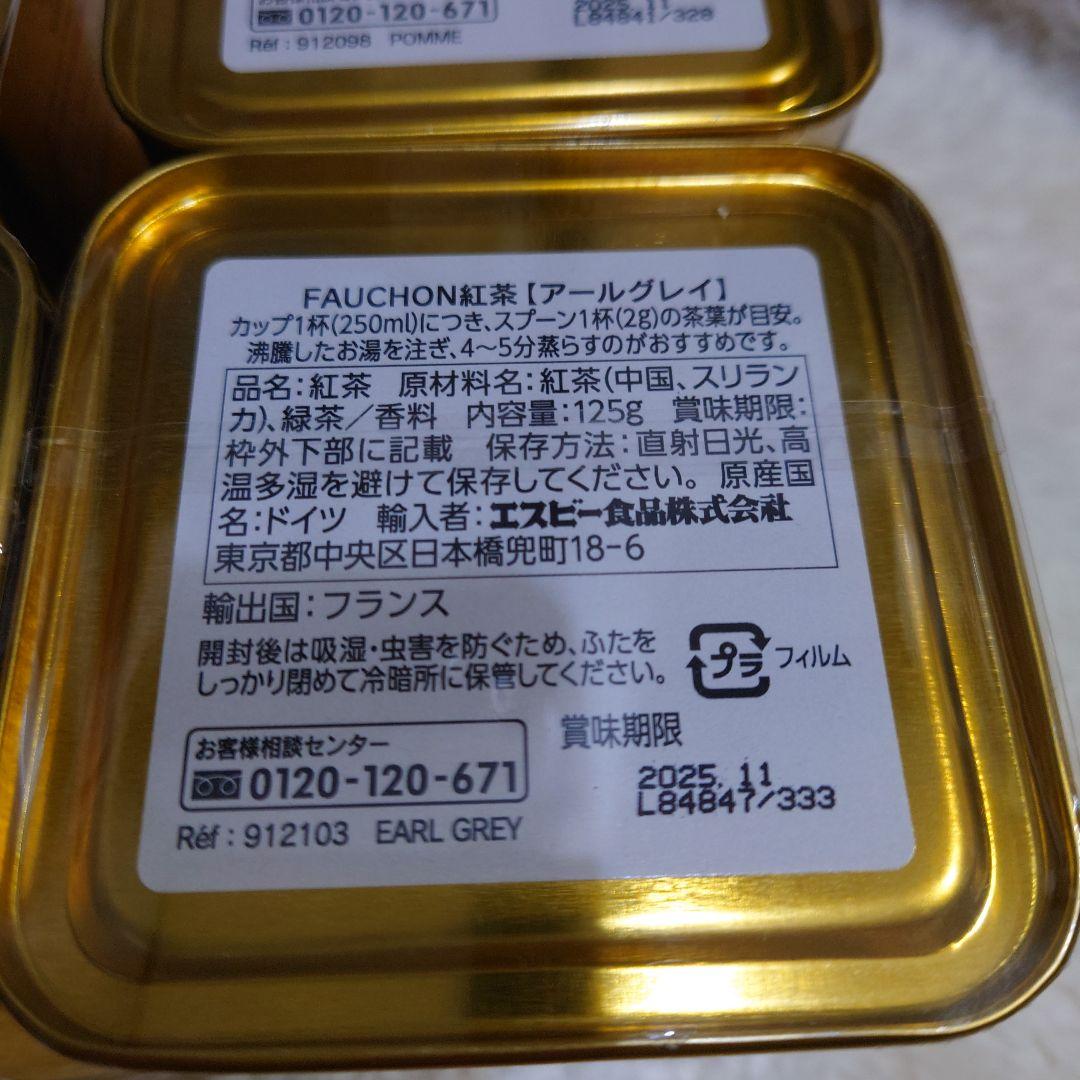 0120-120-671
2025.11
L84841/328
Réf : 912098 POMME
FAUCHON紅茶【アールグレイ】
カップ1杯(250ml)につき、スプーン1杯(2g)の茶葉が目安。
沸騰したお湯を注ぎ、4〜5分蒸らすのがおすすめです。
品名：紅茶 原材料名：紅茶(中国、スリラン
カ)、緑茶／香料 内容量：125g 賞味期限：
枠外下部に記載 保存方法：直射日光、高
温多湿を避けて保存してください。 原産国
名：ドイツ 輸入者：エスビー食品株式会社
東京都中央区日本橋兜町18-6
輸出国：フランス
開封後は吸湿・虫害を防ぐため、ふたを
しっかり閉めて冷暗所に保管してください。
プラ フィルム
お客様相談センター
0120-120-671
賞味期限
2025.11
L84847/333
Réf : 912103 EARL GREY